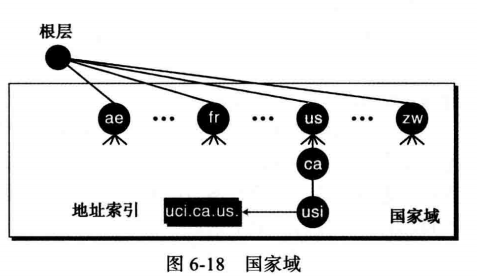 根层
ae ... fr ... us ... zw
ca
地址索引 uci.ca.us. usi 国家域
图 6-18 国家域